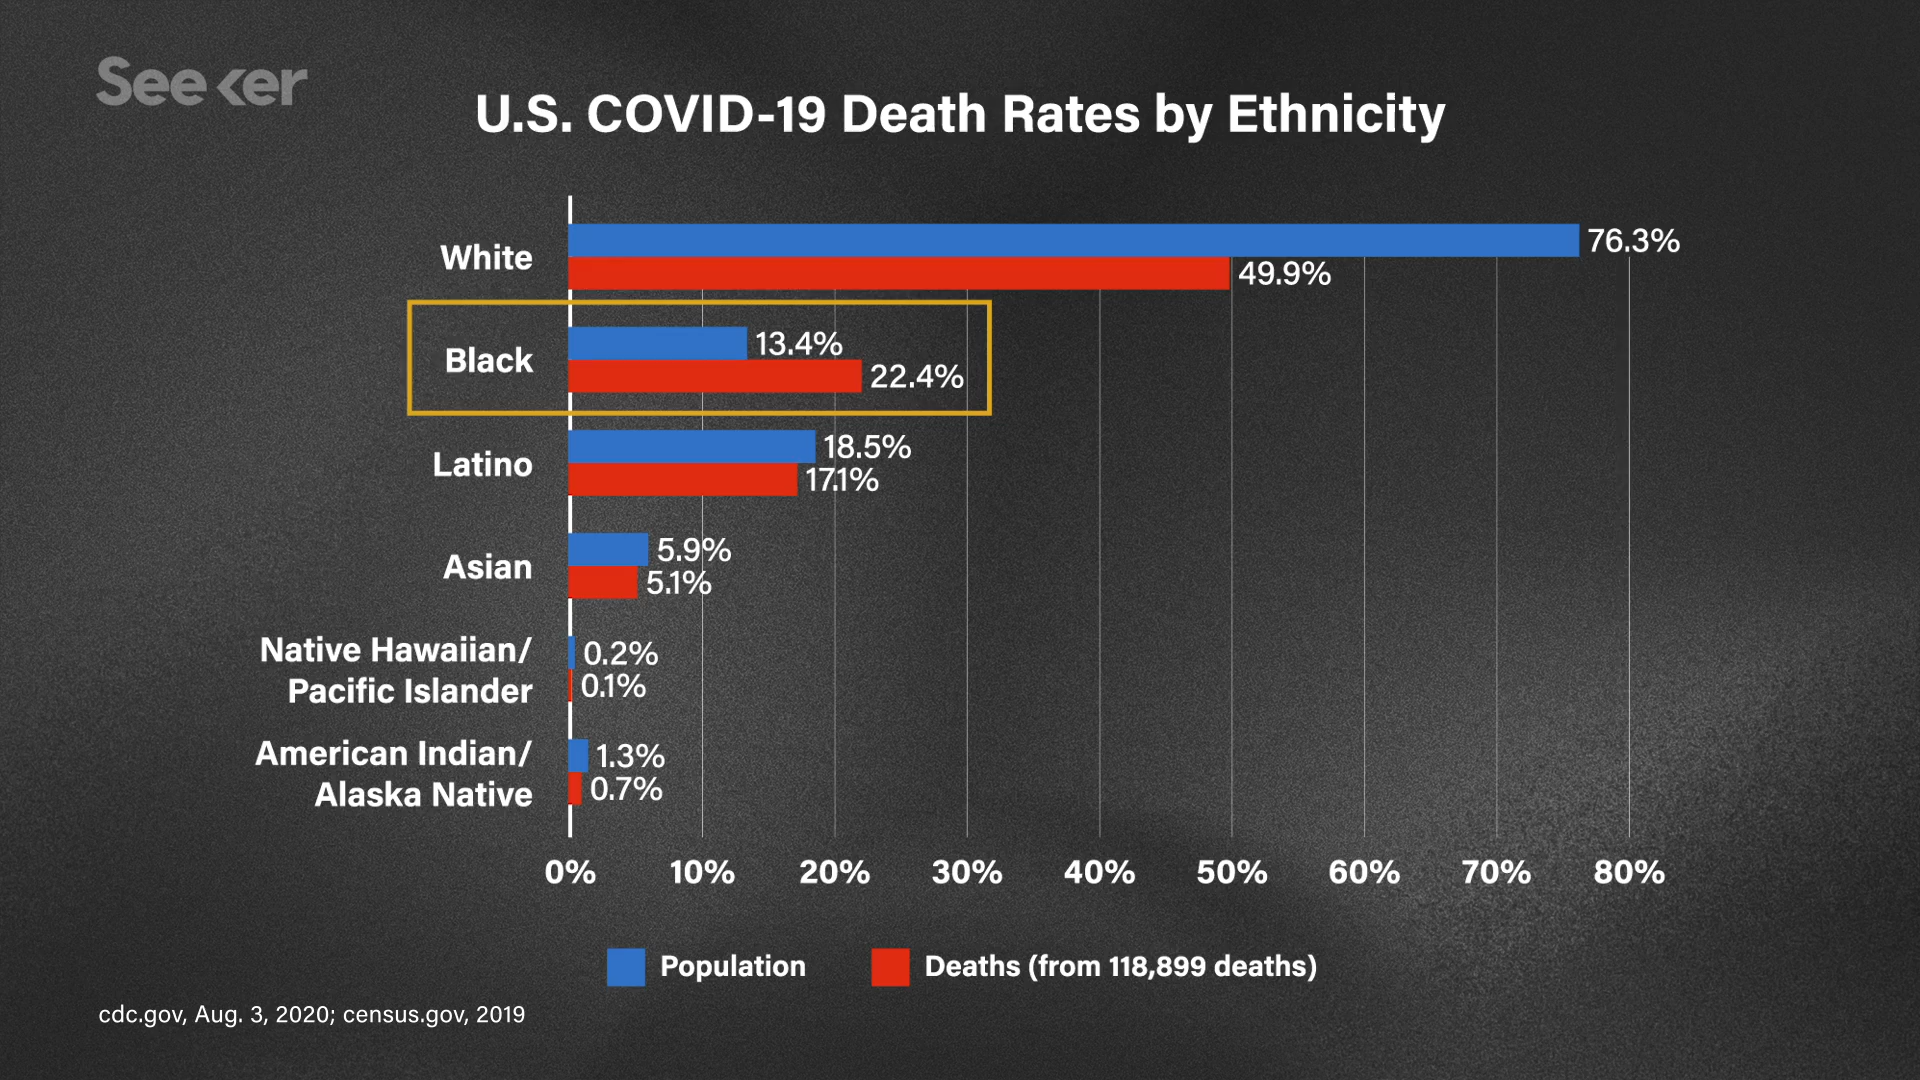 Seeker
U.S. COVID-19 Death Rates by Ethnicity
White
76.3%
49.9%
Black
13.4%
22.4%
Latino
18.5%
17.1%
Asian
5.9%
5.1%
Native Hawaiian/
Pacific Islander
0.2%
0.1%
American Indian/
Alaska Native
1.3%
0.7%
0% 10% 20% 30% 40% 50% 60% 70% 80%
Population Deaths (from 118,899 deaths)
cdc.gov, Aug. 3, 2020; census.gov, 2019